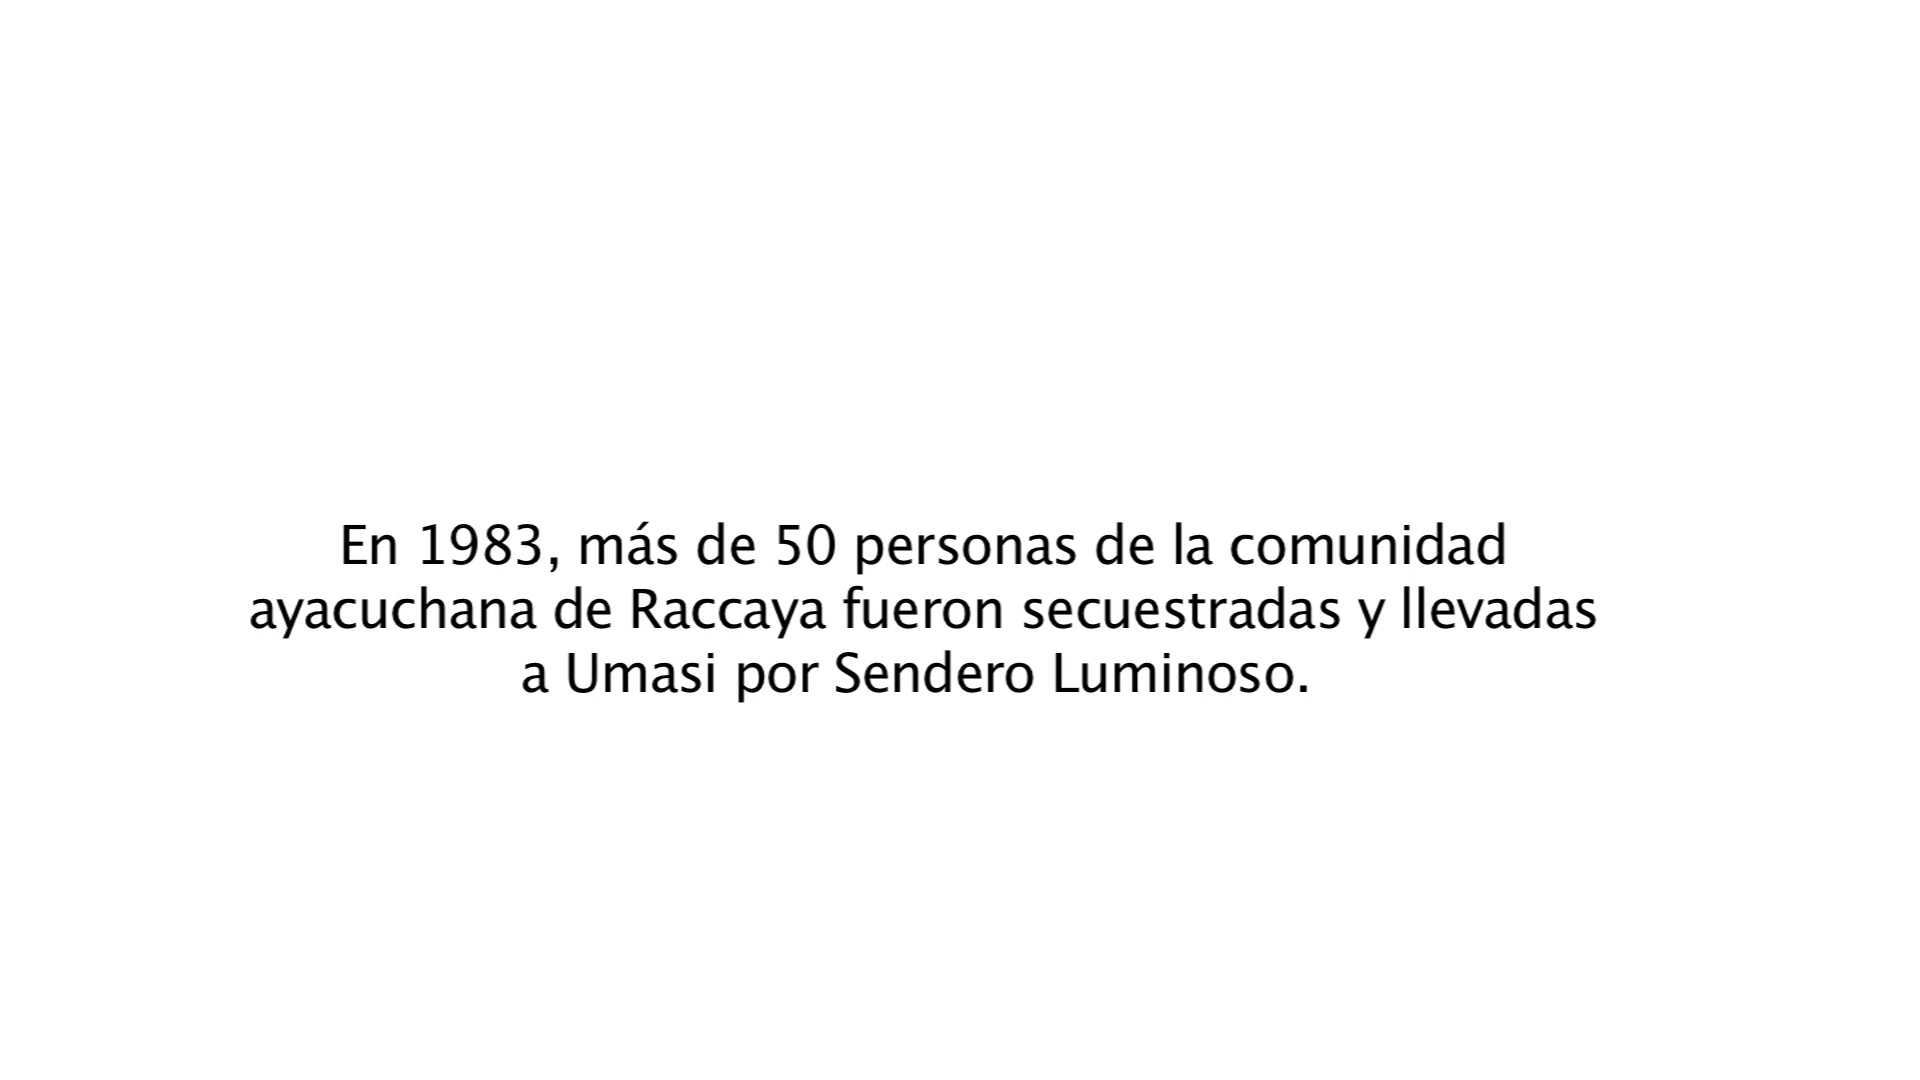 En 1983, más de 50 personas de la comunidad
ayacuchana de Raccaya fueron secuestradas y llevadas
a Umasi por Sendero Luminoso.